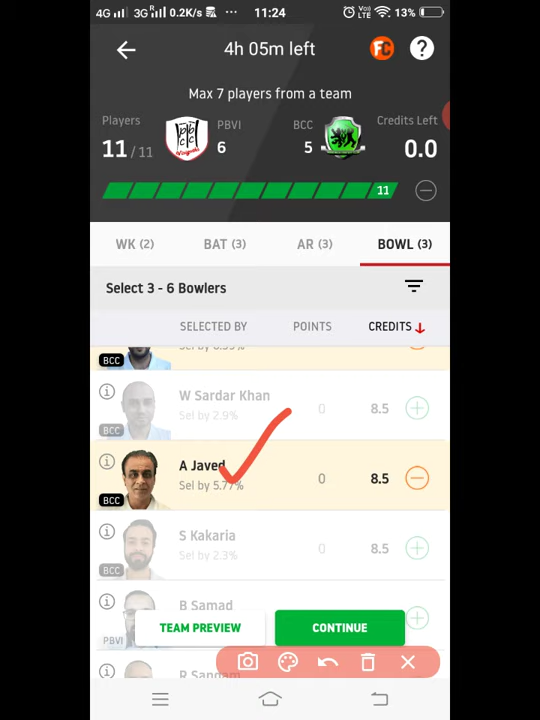 4G 3G R 0.2K/s ... 11:24 Vo) LTE 13%
4h 05m left FC ?
Max 7 players from a team
Players PBVI BCC Credits Left
11/11 6 5 0.0
11
WK (2) BAT (3) AR (3) BOWL (3)
Select 3 - 6 Bowlers
SELECTED BY POINTS CREDITS
BCC
W Sardar Khan
Sel by 2.9% 0 8.5
BCC
A Javed
Sel by 5.77% 0 8.5
BCC
S Kakaria
Sel by 2.3% 0 8.5
BCC
B Samad
PBVI
TEAM PREVIEW CONTINUE
R Sangam